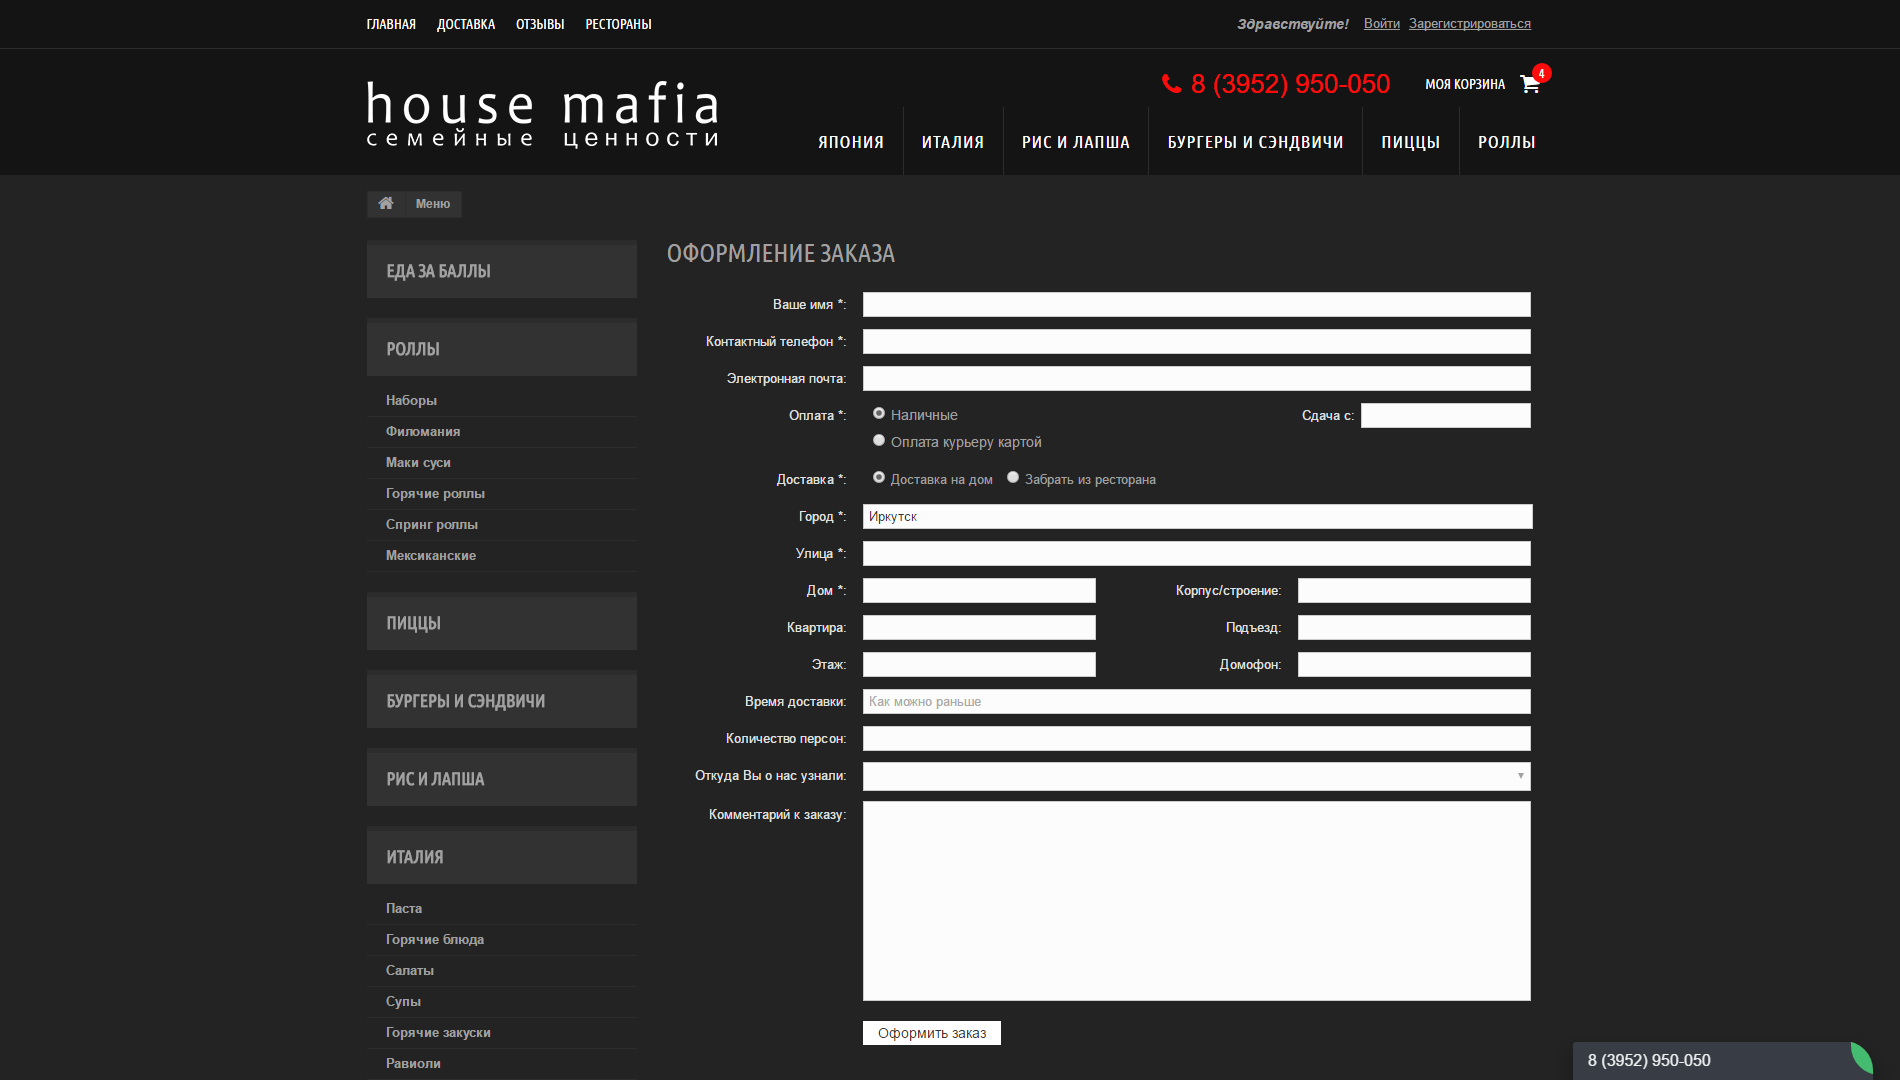 ГЛАВНАЯ ДОСТАВКА ОТЗЫВЫ РЕСТОРАНЫ
Здравствуйте! Войти Зарегистрироваться
house mafia
семейные ценности
8 (3952) 950-050
МОЯ КОРЗИНА 4
ЯПОНИЯ ИТАЛИЯ РИС И ЛАПША БУРГЕРЫ И СЭНДВИЧИ ПИЦЦЫ РОЛЛЫ
Меню
ЕДА ЗА БАЛЛЫ
РОЛЛЫ
Наборы
Филомания
Маки суси
Горячие роллы
Спринг роллы
Мексиканские
ПИЦЦЫ
БУРГЕРЫ И СЭНДВИЧИ
РИС И ЛАПША
ИТАЛИЯ
Паста
Горячие блюда
Салаты
Супы
Горячие закуски
Равиоли
ОФОРМЛЕНИЕ ЗАКАЗА
Ваше имя *:
Контактный телефон *:
Электронная почта:
Оплата *: Наличные Сдача с:
Оплата курьеру картой
Доставка *: Доставка на дом Забрать из ресторана
Город *: Иркутск
Улица *:
Дом *: Корпус/строение:
Квартира: Подъезд:
Этаж: Домофон:
Время доставки: Как можно раньше
Количество персон:
Откуда Вы о нас узнали:
Комментарий к заказу:
Оформить заказ
8 (3952) 950-050